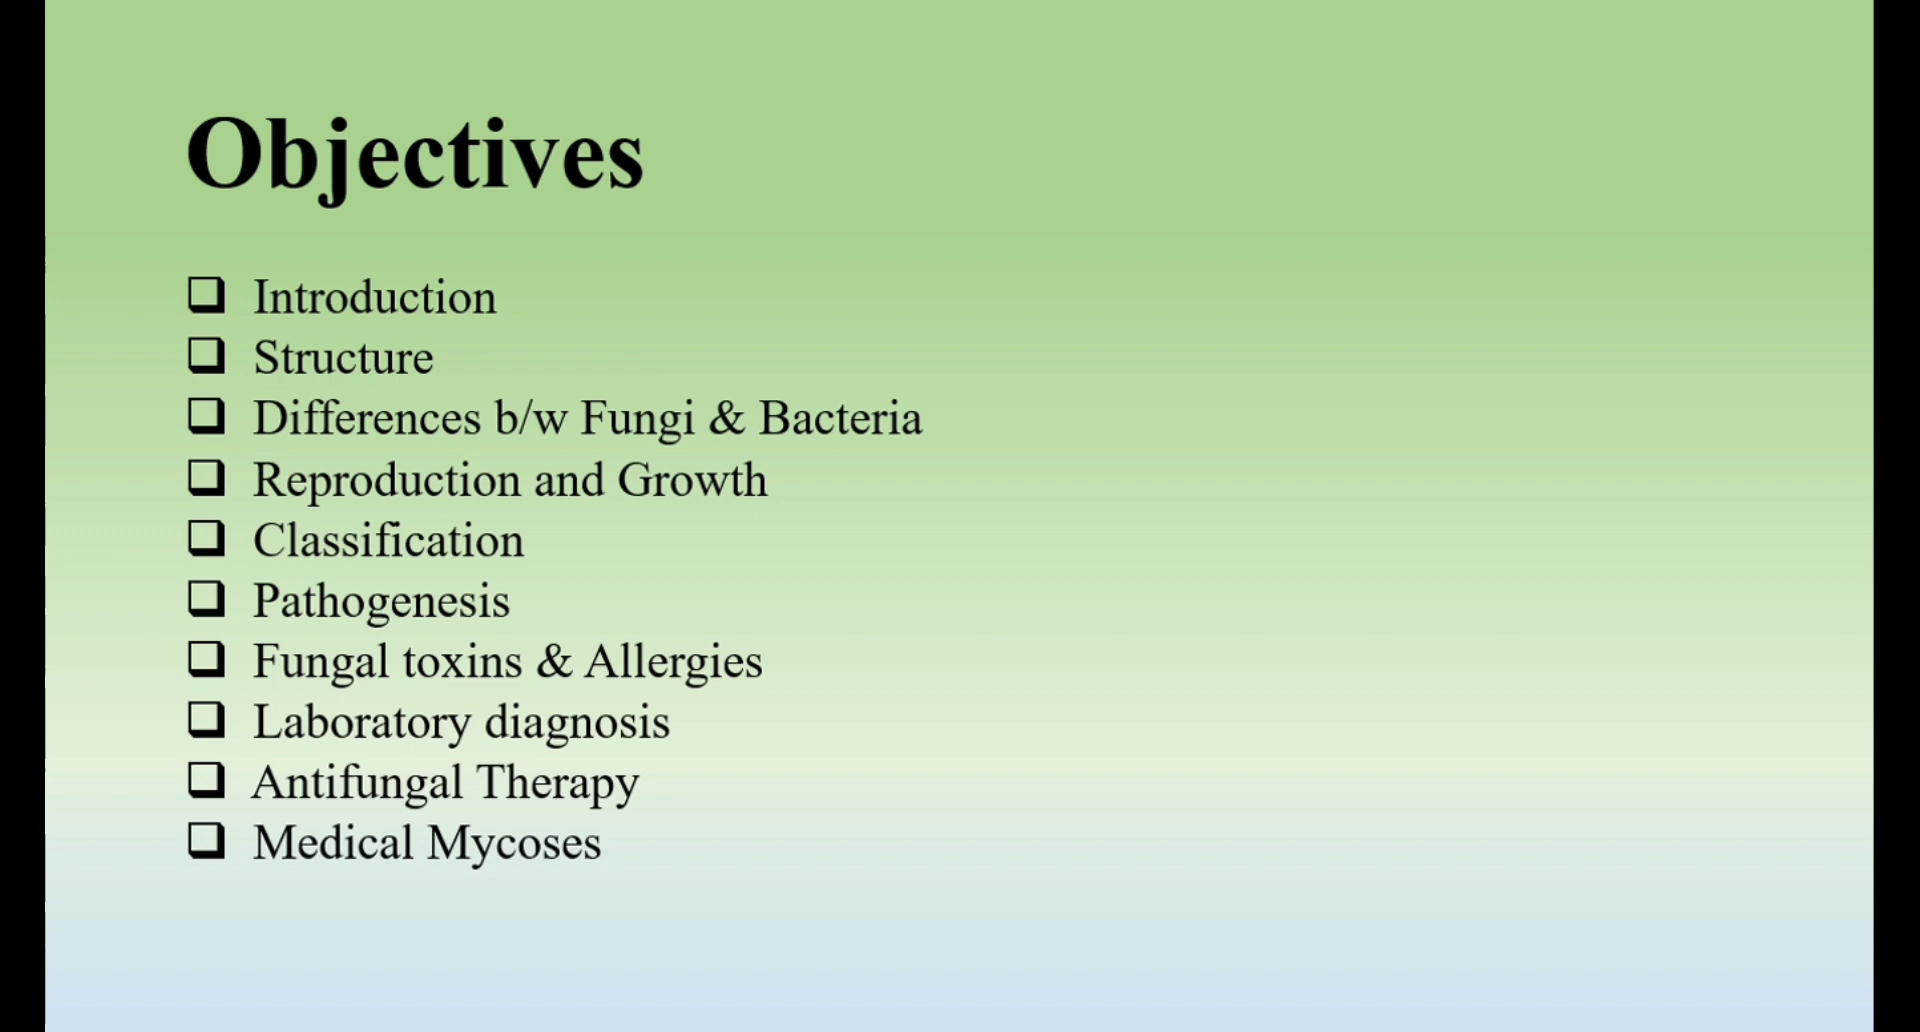 Objectives
❑ Introduction
❑ Structure
❑ Differences b/w Fungi & Bacteria
❑ Reproduction and Growth
❑ Classification
❑ Pathogenesis
❑ Fungal toxins & Allergies
❑ Laboratory diagnosis
❑ Antifungal Therapy
❑ Medical Mycoses